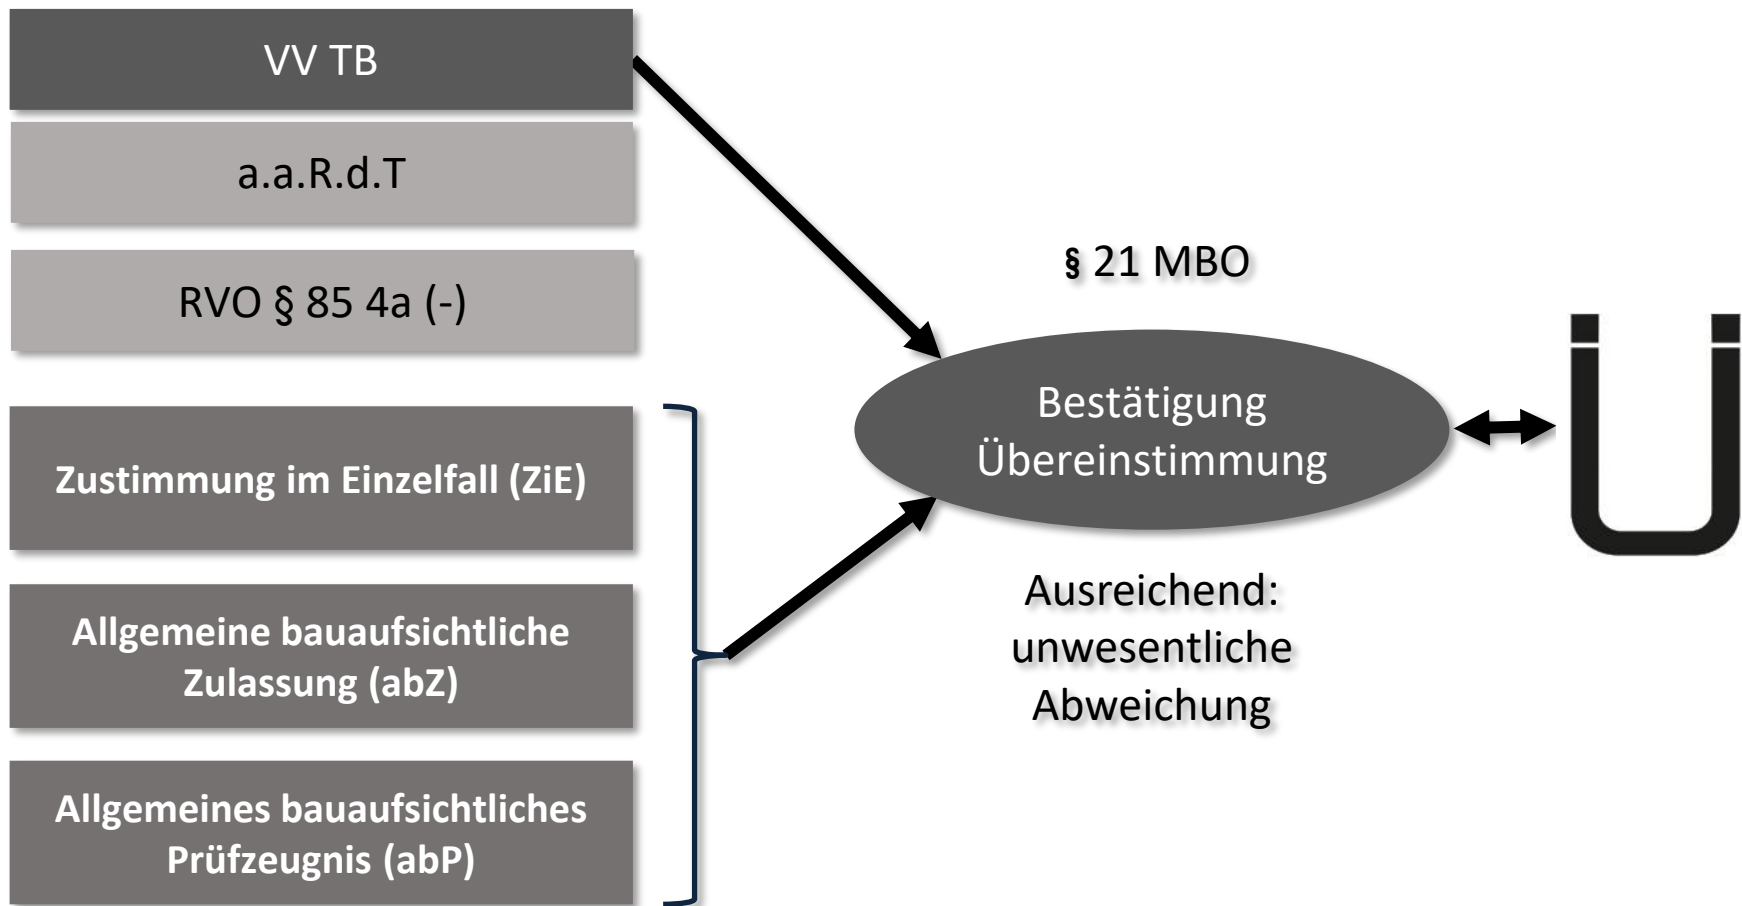 VV TB
a.a.R.d.T
RVO § 85 4a (-)
Zustimmung im Einzelfall (ZiE)
Allgemeine bauaufsichtliche
Zulassung (abZ)
Allgemeines bauaufsichtliches
Prüfzeugnis (abP)
§ 21 MBO
Bestätigung
Übereinstimmung
Ausreichend:
unwesentliche
Abweichung
Ü